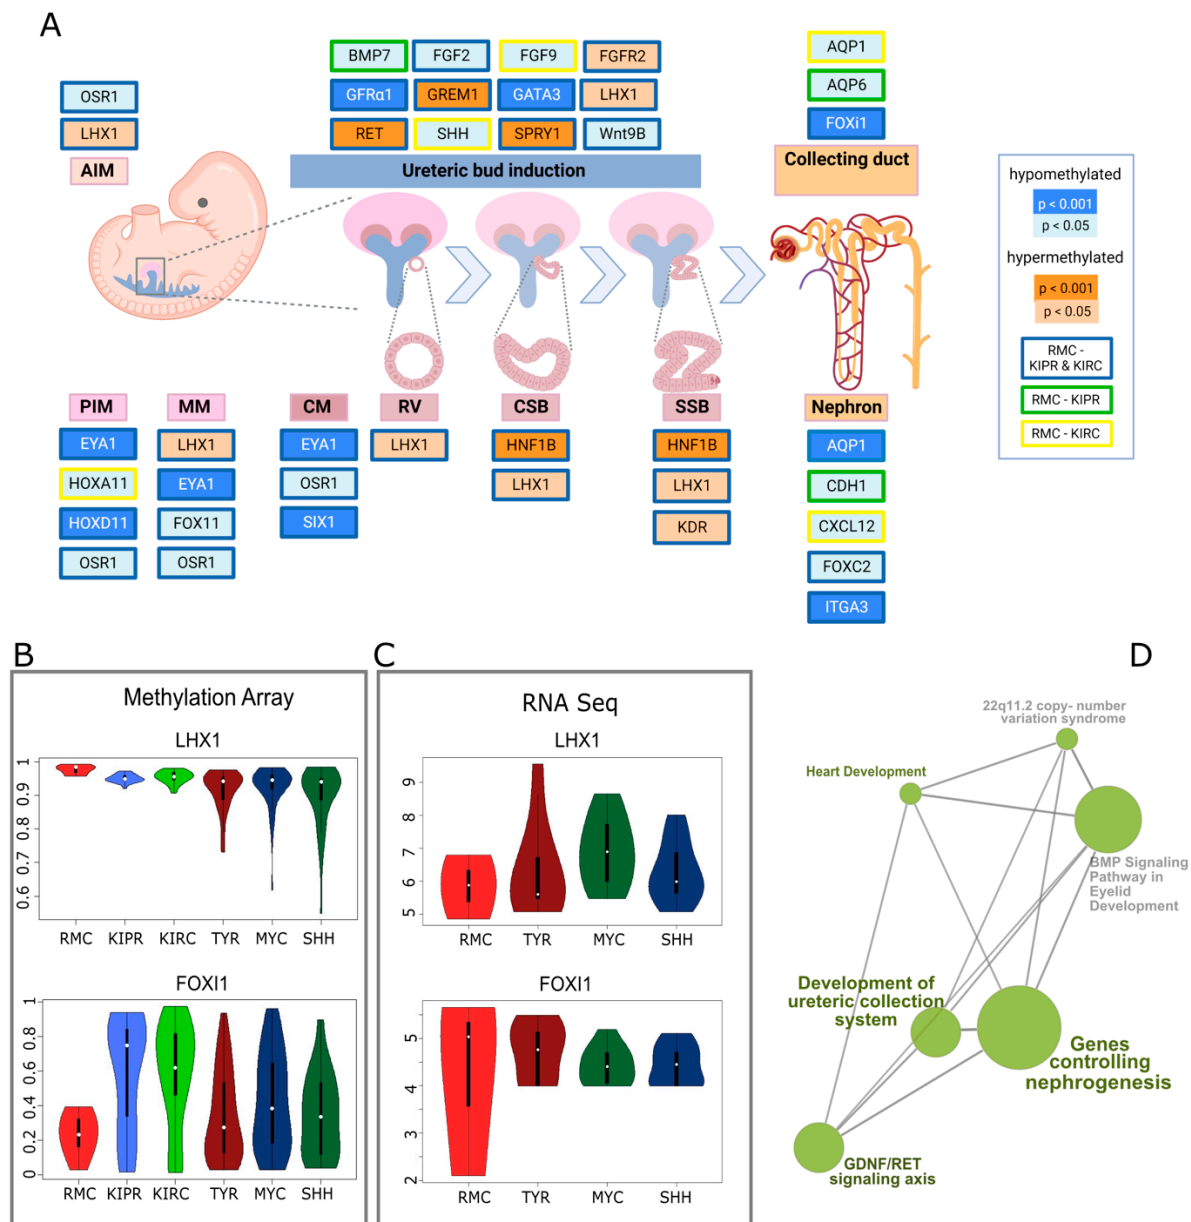 A
BMP7 FGF2 FGF9 FGFR2
GFRα1 GREM1 GATA3 LHX1
RET SHH SPRY1 Wnt9B
Ureteric bud induction
OSR1
LHX1
AIM
AQP1
AQP6
FOXi1
Collecting duct
hypomethylated
p < 0.001
p < 0.05
hypermethylated
p < 0.001
p < 0.05
RMC -
KIPR & KIRC
RMC - KIPR
RMC - KIRC
PIM
EYA1
HOXA11
HOXD11
OSR1
MM
LHX1
EYA1
FOX11
OSR1
CM
EYA1
OSR1
SIX1
RV
LHX1
CSB
HNF1B
LHX1
SSB
HNF1B
LHX1
KDR
Nephron
AQP1
CDH1
CXCL12
FOXC2
ITGA3
B
Methylation Array
LHX1
1
0.9
0.8
0.7
0.6
RMC KIPR KIRC TYR MYC SHH
FOXI1
1
0.8
0.6
0.4
0.2
0
RMC KIPR KIRC TYR MYC SHH
C
RNA Seq
LHX1
9
8
7
6
5
RMC TYR MYC SHH
FOXI1
5
4
3
2
RMC TYR MYC SHH
D
22q11.2 copy- number
variation syndrome
Heart Development
BMP Signaling
Pathway in
Eyelid
Development
Development of
ureteric collection
system
Genes
controlling
nephrogenesis
GDNF/RET
signaling axis